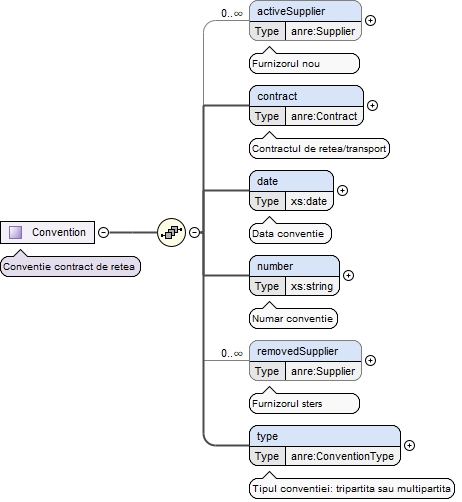 0..∞
activeSupplier
Type anre:Supplier
Furnizorul nou
contract
Type anre:Contract
Contractul de retea/transport
date
Type xs:date
Data conventie
Convention
Conventie contract de retea
number
Type xs:string
Numar conventie
0..∞
removedSupplier
Type anre:Supplier
Furnizorul sters
type
Type anre:ConventionType
Tipul conventiei: tripartita sau multipartita